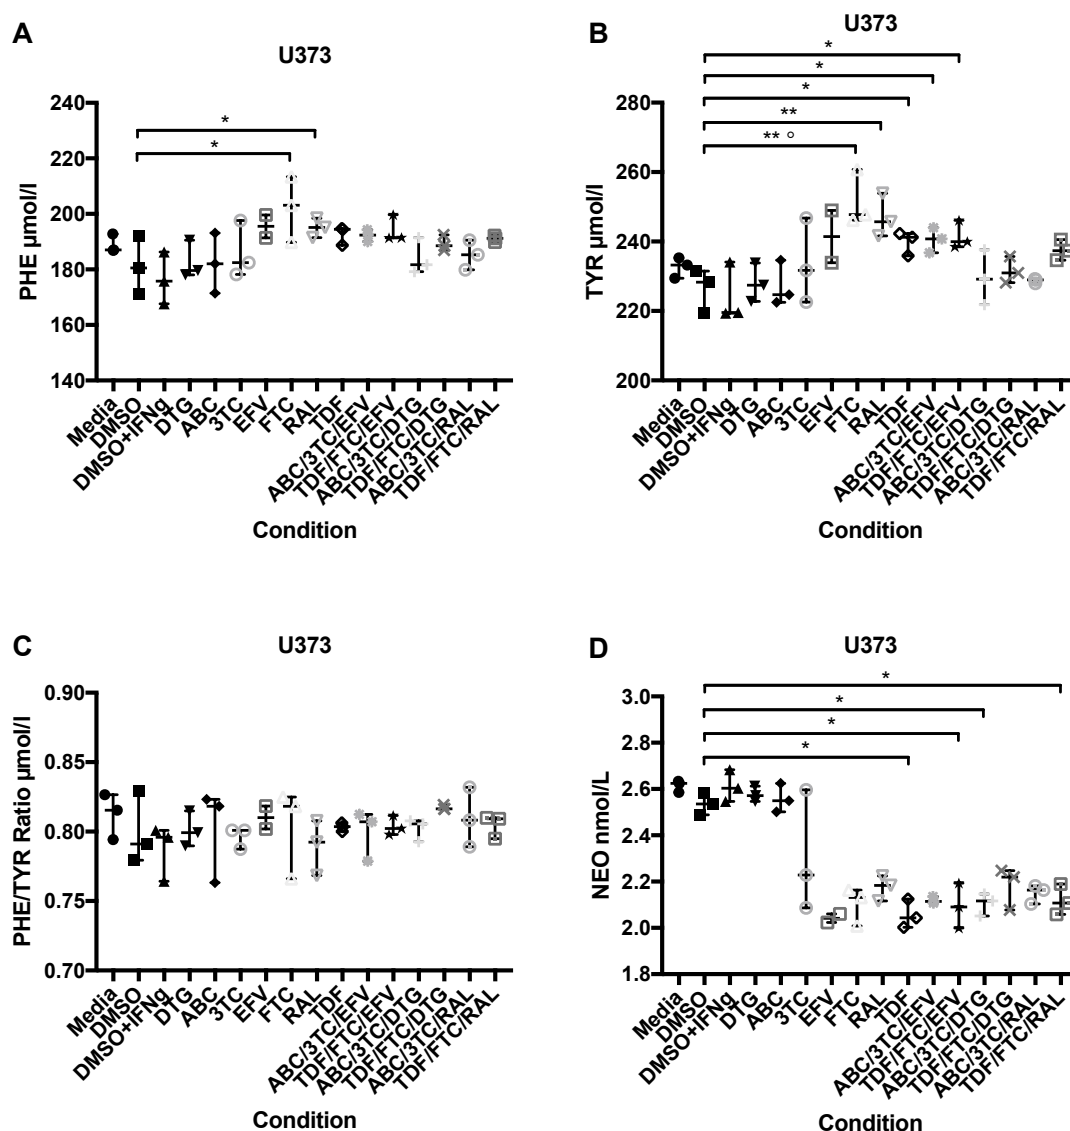 A
U373
PHE µmol/l
240
220
200
180
160
140
*
*
Media
DMSO
DMSO+IFNg
DTG
ABC
3TC
EFV
FTC
RAL
TDF
ABC/3TC/EFV
TDF/FTC/EFV
ABC/3TC/DTG
TDF/FTC/DTG
ABC/3TC/RAL
TDF/FTC/RAL
Condition
B
U373
TYR µmol/l
280
260
240
220
200
*
*
*
**
** °
Media
DMSO
DMSO+IFNg
DTG
ABC
3TC
EFV
FTC
RAL
TDF
ABC/3TC/EFV
TDF/FTC/EFV
ABC/3TC/DTG
TDF/FTC/DTG
ABC/3TC/RAL
TDF/FTC/RAL
Condition
C
U373
PHE/TYR Ratio µmol/l
0.90
0.85
0.80
0.75
0.70
Media
DMSO
DMSO+IFNg
DTG
ABC
3TC
EFV
FTC
RAL
TDF
ABC/3TC/EFV
TDF/FTC/EFV
ABC/3TC/DTG
TDF/FTC/DTG
ABC/3TC/RAL
TDF/FTC/RAL
Condition
D
U373
NEO nmol/L
3.0
2.8
2.6
2.4
2.2
2.0
1.8
*
*
*
*
Media
DMSO
DMSO+IFNg
DTG
ABC
3TC
EFV
FTC
RAL
TDF
ABC/3TC/EFV
TDF/FTC/EFV
ABC/3TC/DTG
TDF/FTC/DTG
ABC/3TC/RAL
TDF/FTC/RAL
Condition